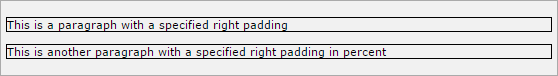 This is a paragraph with a specified right padding
This is another paragraph with a specified right padding in percent